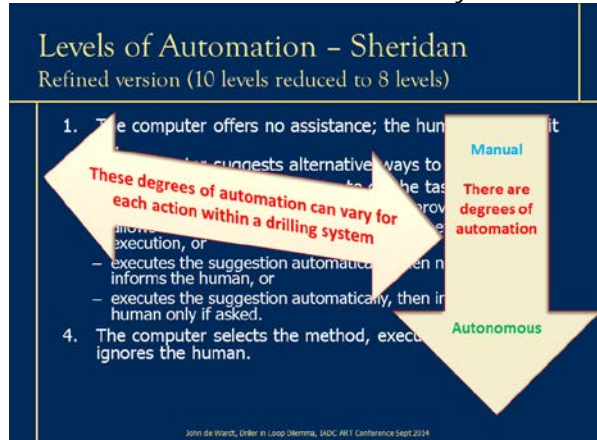 Levels of Automation – Sheridan
Refined version (10 levels reduced to 8 levels)
1. The computer offers no assistance; the hum it
suggests alternative ways to
the tas
execution, or
– executes the suggestion automatica n n
informs the human, or
– executes the suggestion automatically, then in
human only if asked.
4. The computer selects the method, execu
ignores the human.
These degrees of automation can vary for
each action within a drilling system
Manual
There are
degrees of
automation
Autonomous
John de Wardt, Driller in Loop Dilemma, IADC ART Conference Sept 2014